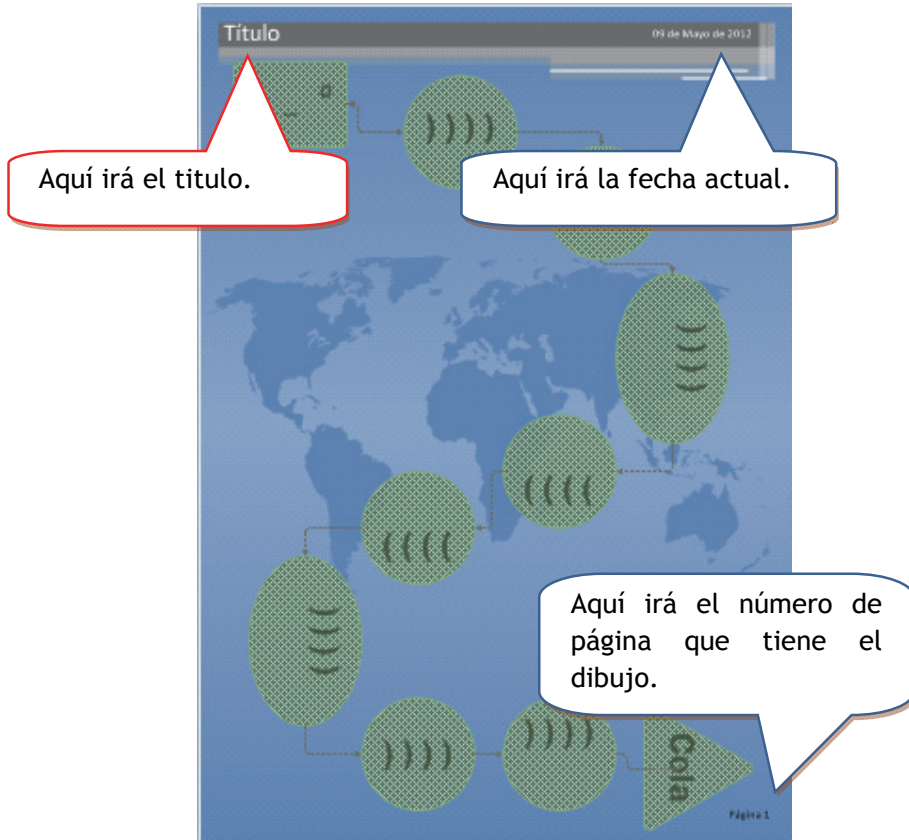 Título
09 de Mayo de 2012
))))
Aquí irá el titulo.
Aquí irá la fecha actual.
))))
((((
((((
))))
Aquí irá el número de
página que tiene el
dibujo.
))))
))))
Cola
Página 1